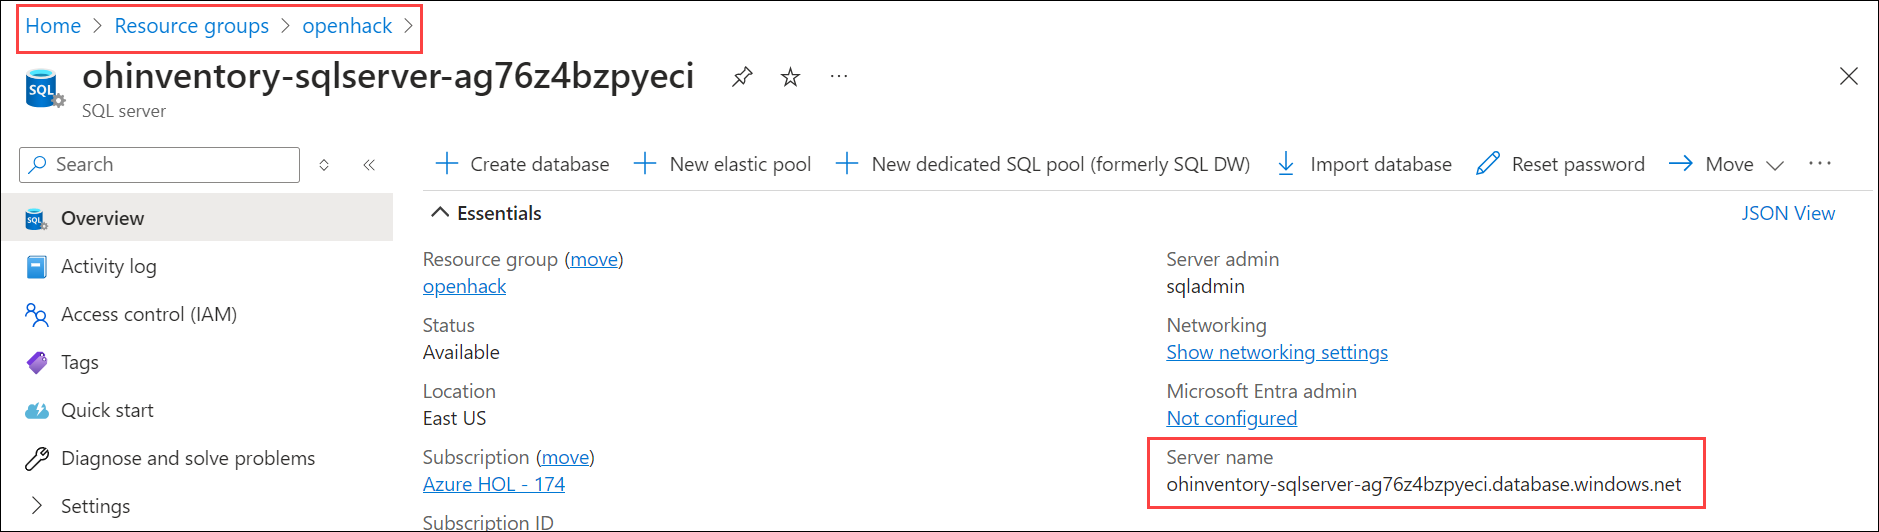 Home > Resource groups > openhack >
ohinventory-sqlserver-ag76z4bzpyeci
SQL
SQL server
Search
Create database
New elastic pool
New dedicated SQL pool (formerly SQL DW)
Import database
Reset password
Move
SQL
Overview
Activity log
Access control (IAM)
Tags
Quick start
Diagnose and solve problems
Settings
Essentials
JSON View
Resource group (move)
openhack
Status
Available
Location
East US
Subscription (move)
Azure HOL - 174
Subscription ID
Server admin
sqladmin
Networking
Show networking settings
Microsoft Entra admin
Not configured
Server name
ohinventory-sqlserver-ag76z4bzpyeci.database.windows.net